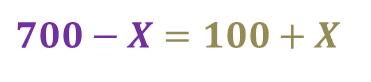 700 − X = 100 + X